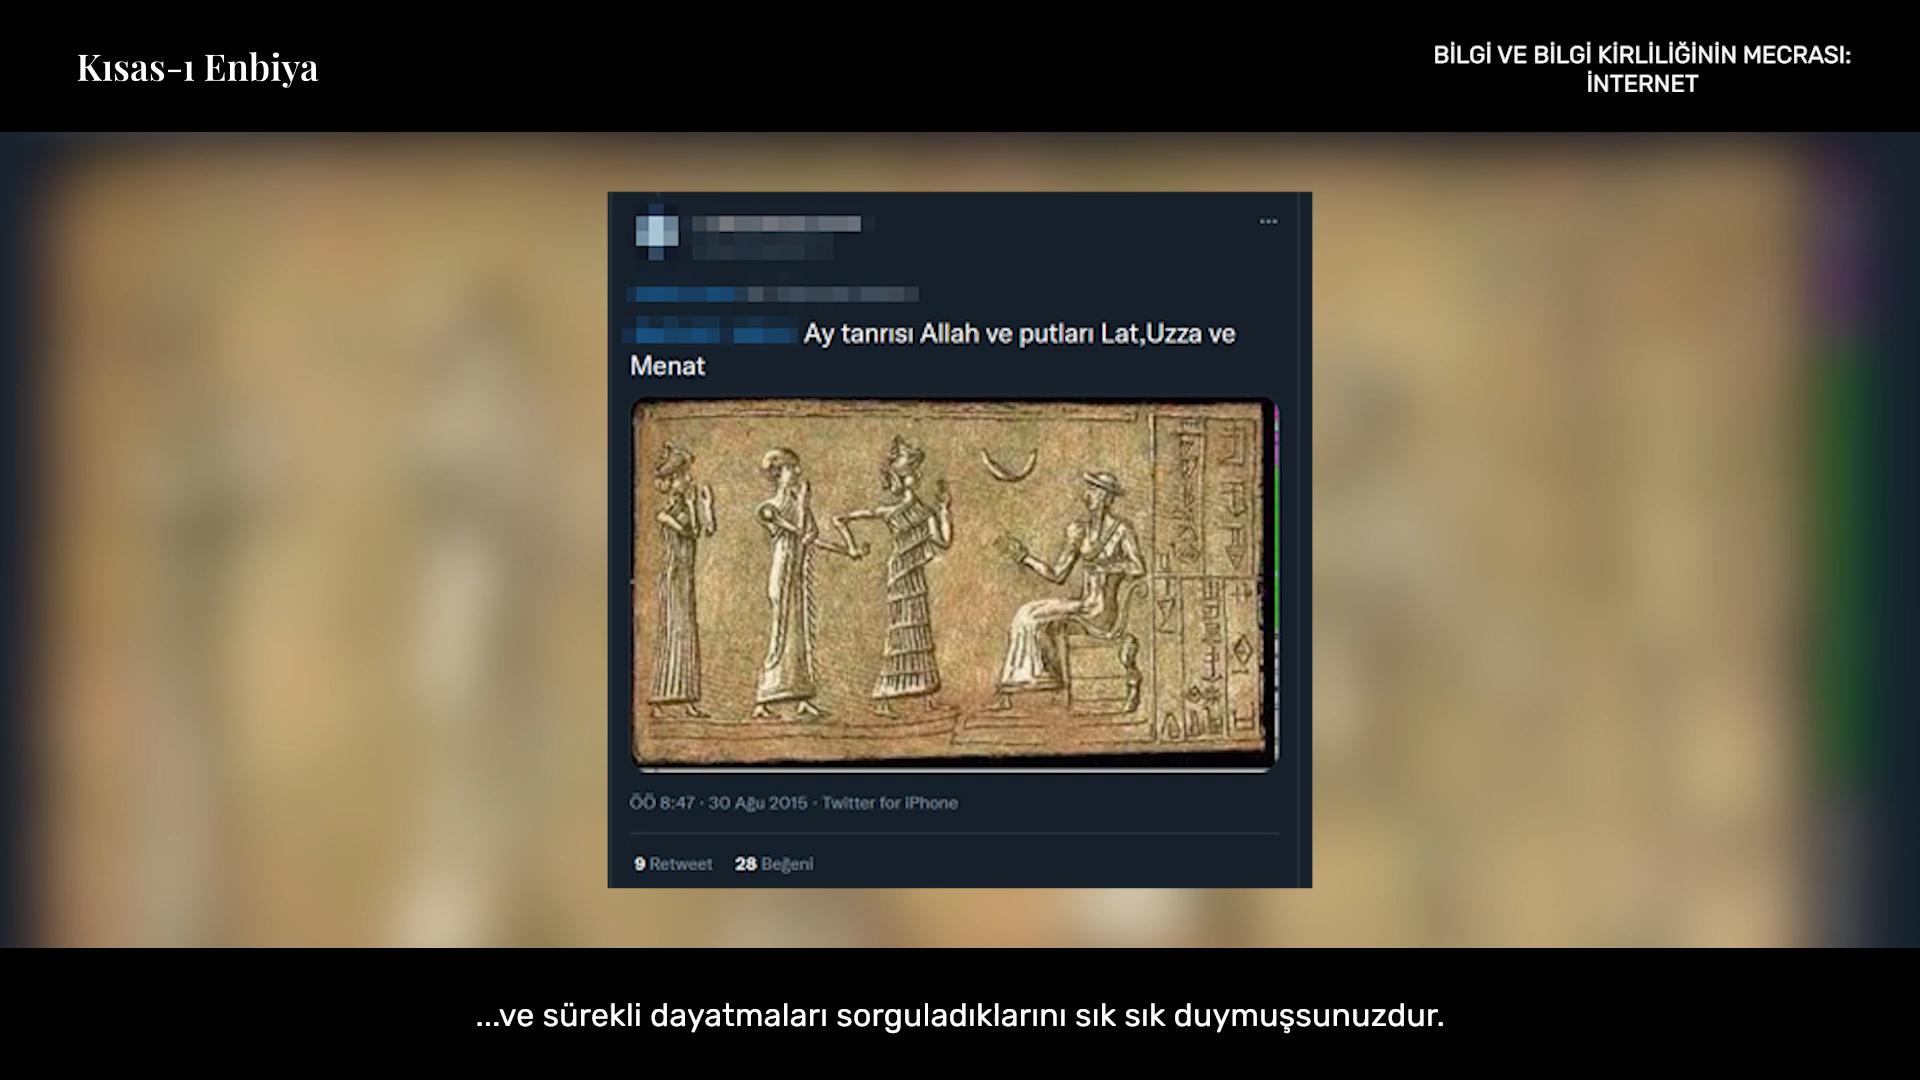 Kısas-ı Enbiya
BİLGİ VE BİLGİ KİRLİLİĞİNİN MECRASI:
İNTERNET
Ay tanrısı Allah ve putları Lat,Uzza ve
Menat
ÖÖ 8:47 · 30 Ağu 2015 · Twitter for iPhone
9 Retweet 28 Beğeni
...ve sürekli dayatmaları sorguladıklarını sık sık duymuşsunuzdur.